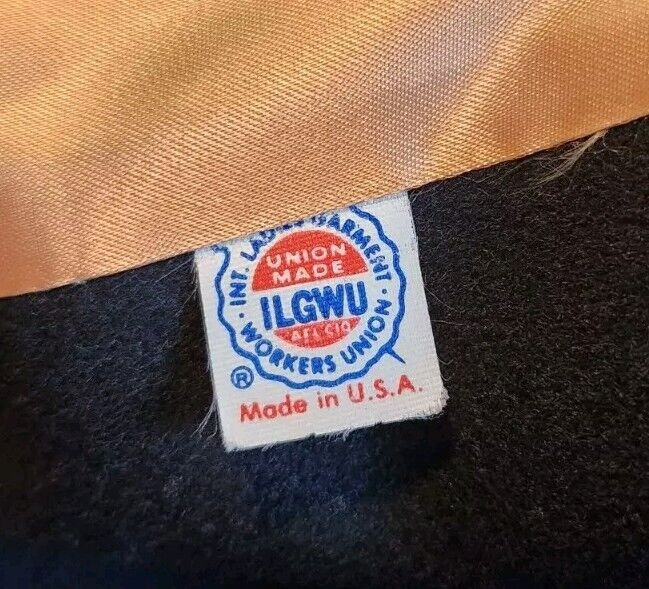 INT. LADIES GARMENT
WORKERS UNION
UNION
MADE
ILGWU
AFL CIO
®
Made in U.S.A.